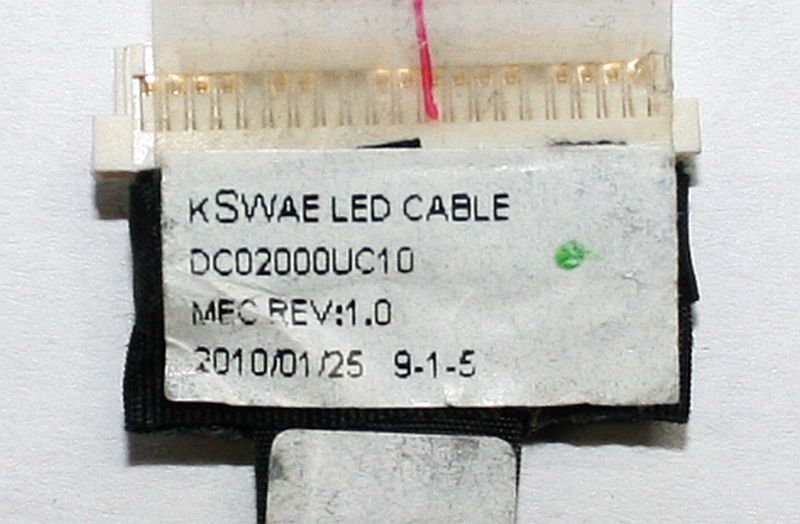 KSWAE LED CABLE
DC02000UC10
MEC REV:1.0
2010/01/25 9-1-5